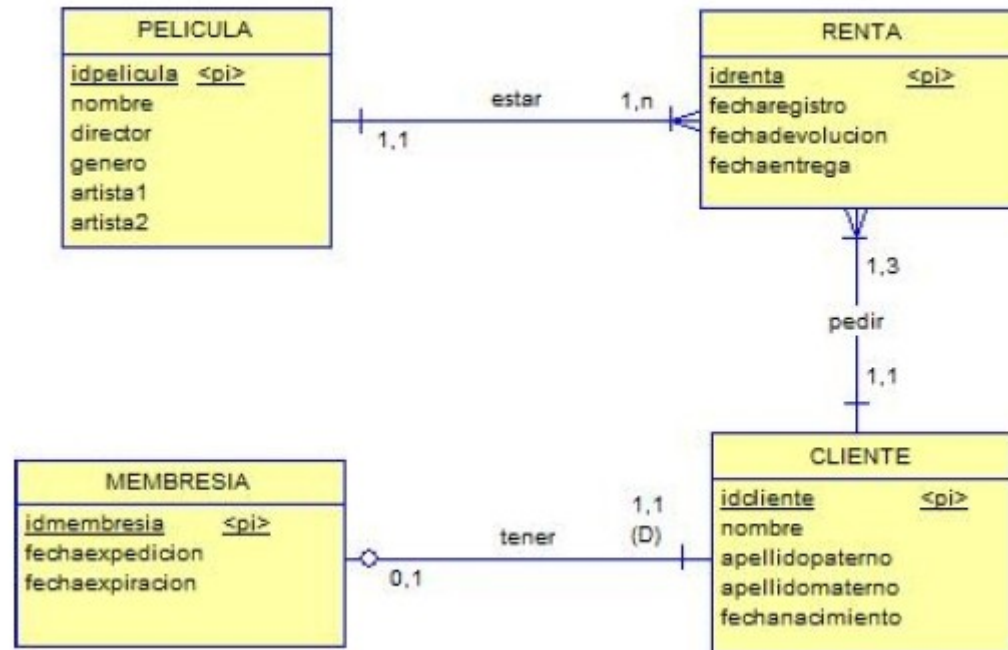 PELICULA
idpelicula <pi>
nombre
director
genero
artista1
artista2
estar
1,1
1,n
RENTA
idrenta <pi>
fecharegistro
fechadevolucion
fechaentrega
1,3
pedir
1,1
MEMBRESIA
idmembresia <pi>
fechaexpedicion
fechaexpiracion
0,1
tener
1,1
(D)
CLIENTE
idcliente <pi>
nombre
apellidopaterno
apellidomaterno
fechanacimiento